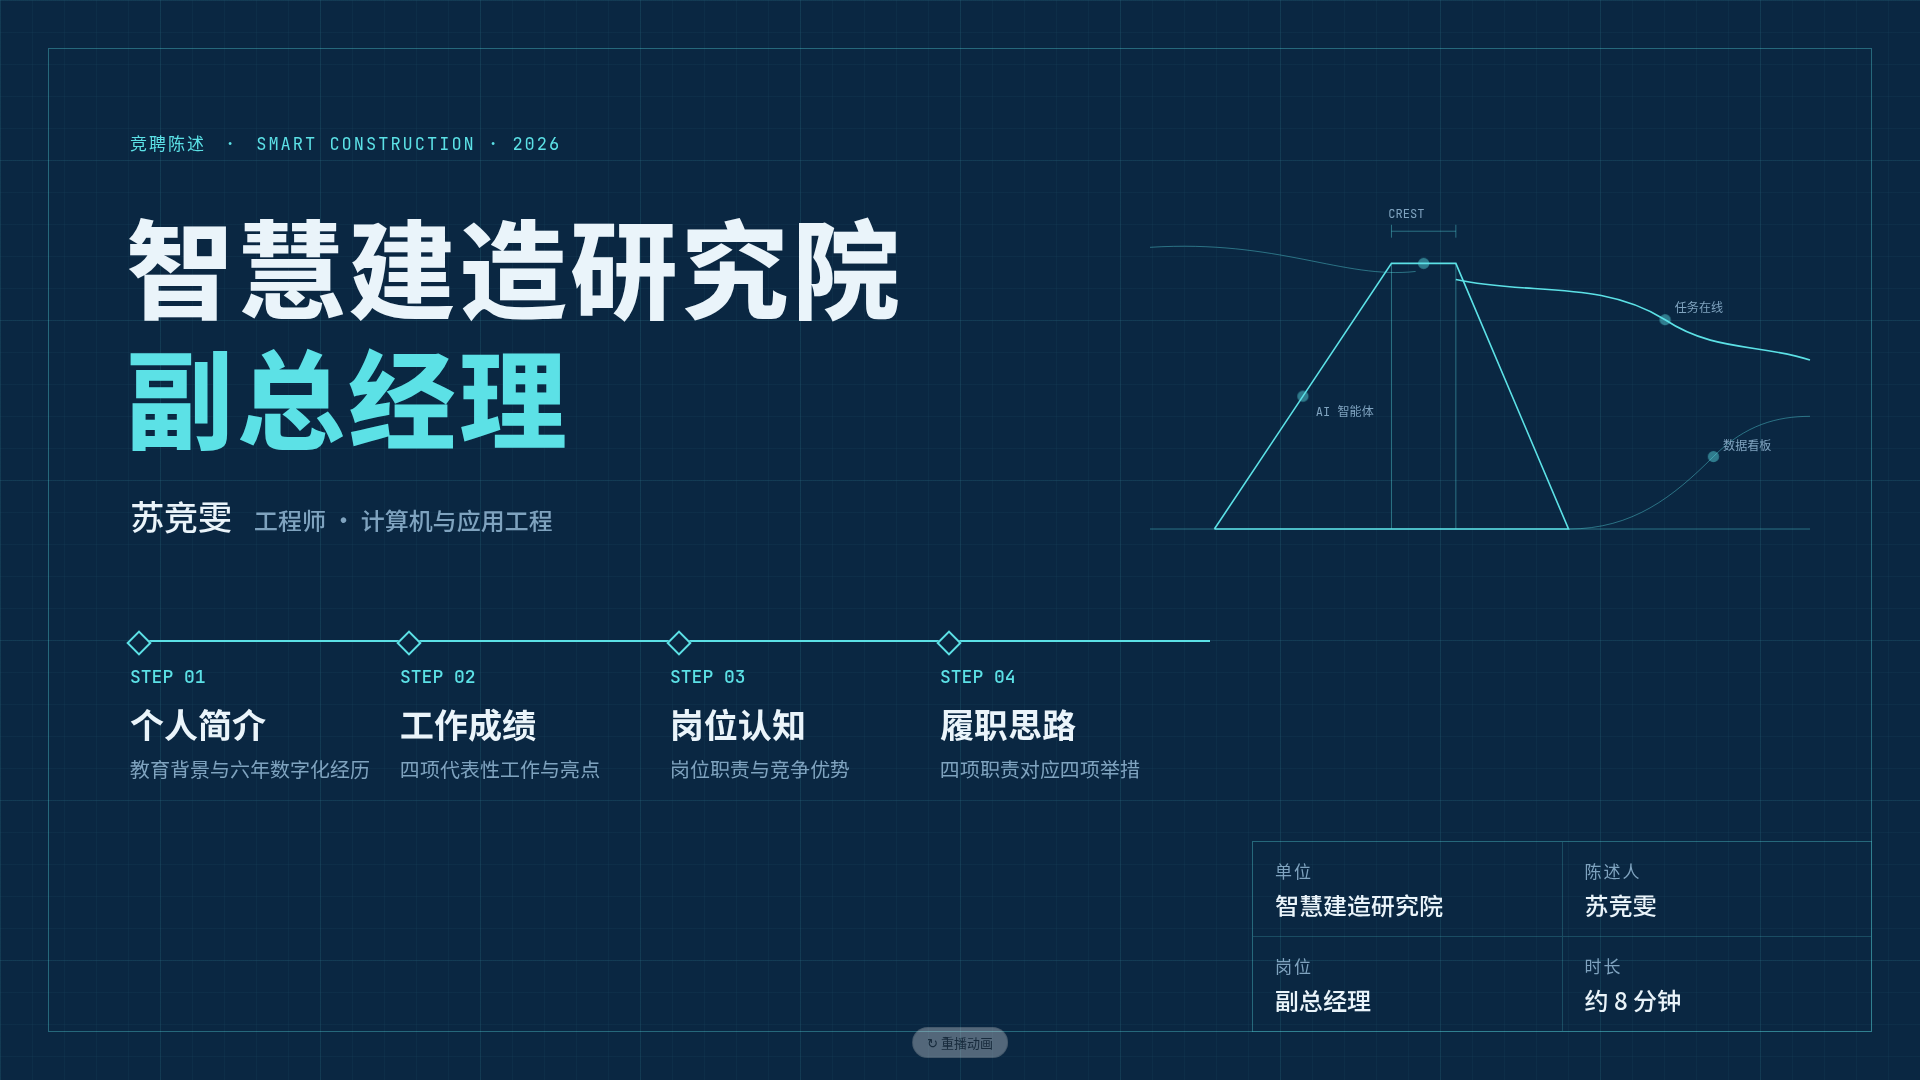 竞聘陈述 · SMART CONSTRUCTION · 2026
智慧建造研究院
副总经理
苏竞雯 工程师 · 计算机与应用工程
CREST
任务在线
AI 智能体
数据看板
STEP 01
个人简介
教育背景与六年数字化经历
STEP 02
工作成绩
四项代表性工作与亮点
STEP 03
岗位认知
岗位职责与竞争优势
STEP 04
履职思路
四项职责对应四项举措
单位
智慧建造研究院
陈述人
苏竞雯
岗位
副总经理
时长
约 8 分钟
↻ 重播动画